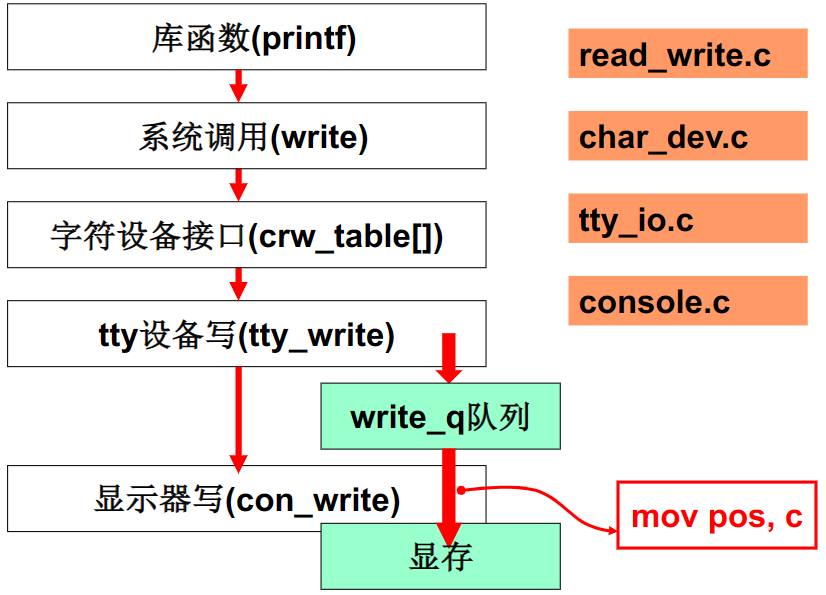 库函数(printf)
系统调用(write)
字符设备接口(crw_table[])
tty设备写(tty_write)
write_q队列
显示器写(con_write)
显存
mov pos, c
read_write.c
char_dev.c
tty_io.c
console.c